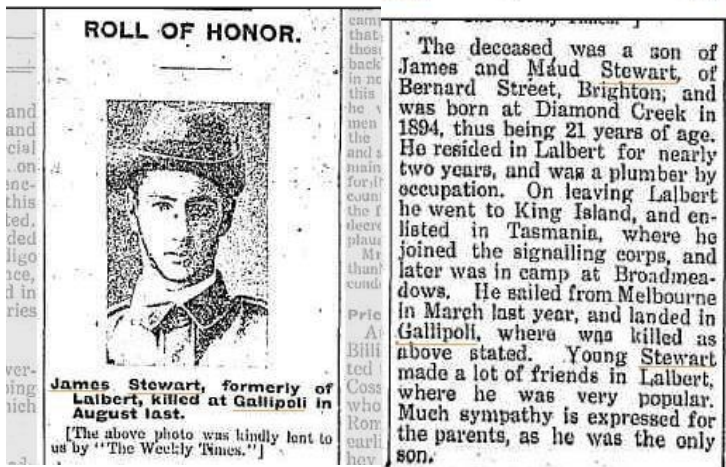 ROLL OF HONOR.
James Stewart, formerly of
Lalbert, killed at Gallipoli in
August last.
[The above photo was kindly lent to
us by "The Weekly Times."]
The deceased was a son of
James and Maud Stewart, of
Bernard Street, Brighton, and
was born at Diamond Creek in
1894, thus being 21 years of age.
He resided in Lalbert for nearly
two years, and was a plumber by
occupation. On leaving Lalbert
he went to King Island, and en-
listed in Tasmania, where he
joined the signalling corps, and
later was in camp at Broadmea-
dows. He sailed from Melbourne
in March last year, and landed in
Gallipoli, where was killed as
above stated. Young Stewart
made a lot of friends in Lalbert,
where he was very popular.
Much sympathy is expressed for
the parents, as he was the only
son.